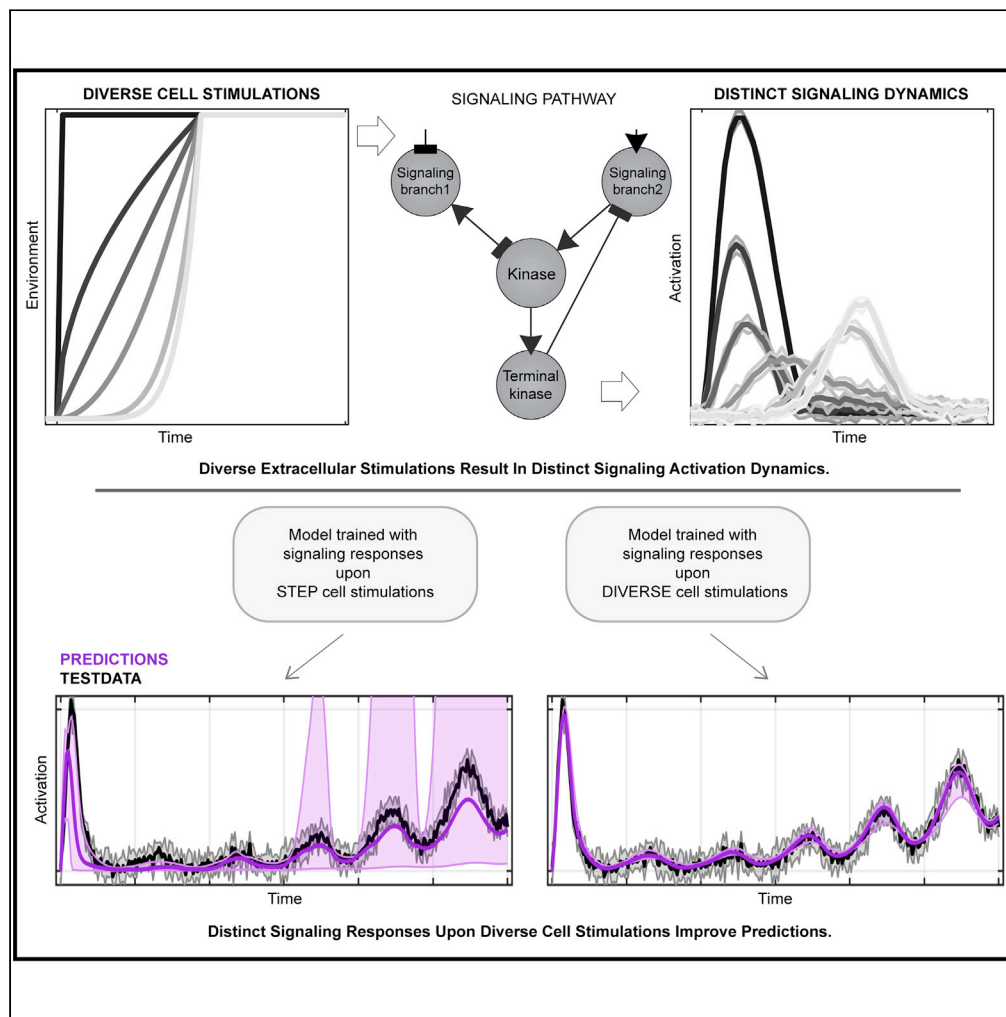 DIVERSE CELL STIMULATIONS
SIGNALING PATHWAY
DISTINCT SIGNALING DYNAMICS
Environment
Time
Signaling
branch1
Signaling
branch2
Kinase
Terminal
kinase
Activation
Time
Diverse Extracellular Stimulations Result In Distinct Signaling Activation Dynamics.
Model trained with
signaling responses
upon
STEP cell stimulations
Model trained with
signaling responses
upon
DIVERSE cell stimulations
PREDICTIONS
TESTDATA
Activation
Time
Time
Distinct Signaling Responses Upon Diverse Cell Stimulations Improve Predictions.